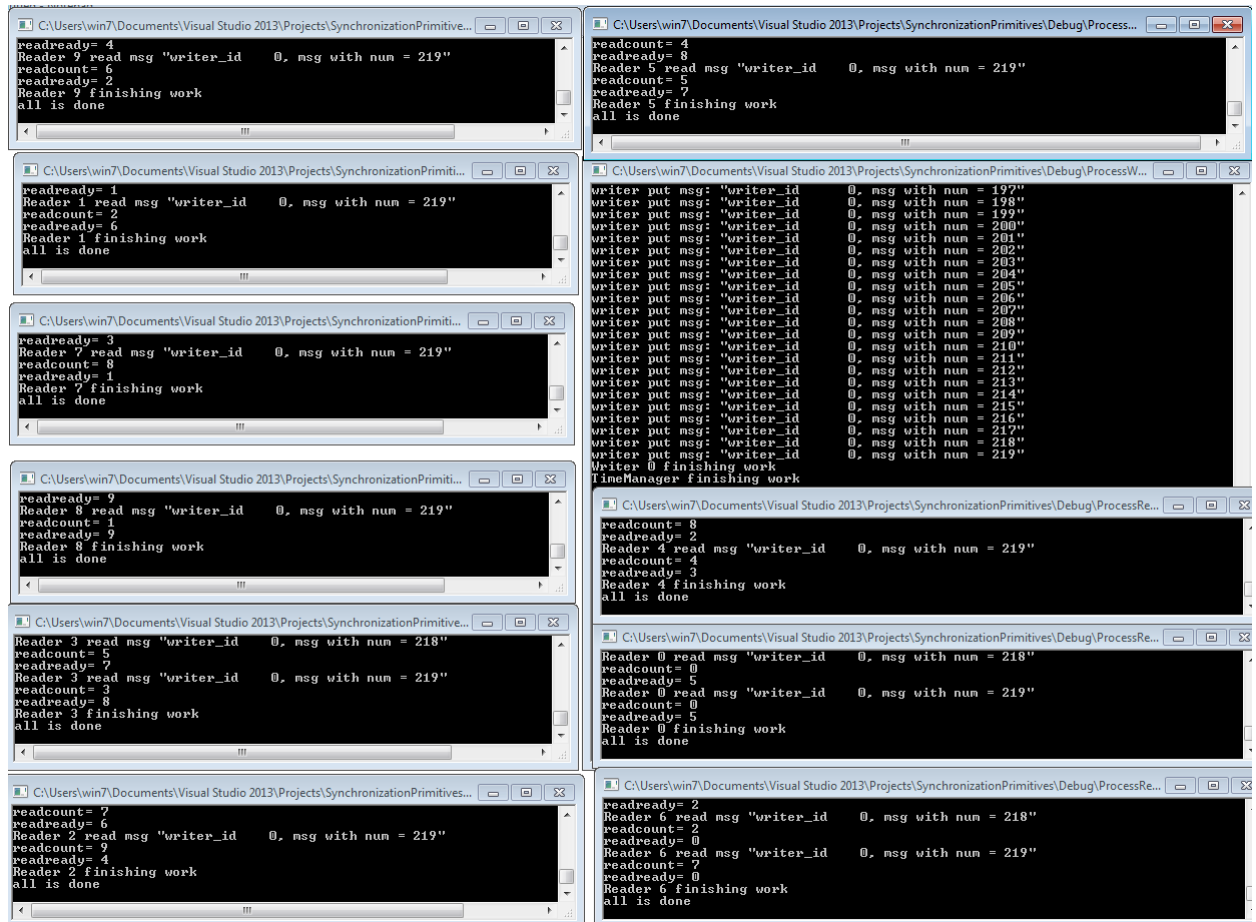 C:\Users\win7\Documents\Visual Studio 2013\Projects\SynchronizationPrimitive...
readready= 4
Reader 9 read msg "writer_id    0, msg with num = 219"
readcount= 6
readready= 2
Reader 9 finishing work
all is done
C:\Users\win7\Documents\Visual Studio 2013\Projects\SynchronizationPrimitives\Debug\Process...
readcount= 4
readready= 8
Reader 5 read msg "writer_id    0, msg with num = 219"
readcount= 5
readready= 7
Reader 5 finishing work
all is done
C:\Users\win7\Documents\Visual Studio 2013\Projects\SynchronizationPrimiti...
readready= 1
Reader 1 read msg "writer_id    0, msg with num = 219"
readcount= 2
readready= 6
Reader 1 finishing work
all is done
C:\Users\win7\Documents\Visual Studio 2013\Projects\SynchronizationPrimitives\Debug\ProcessW...
writer put msg: "writer_id      0, msg with num = 197"
writer put msg: "writer_id      0, msg with num = 198"
writer put msg: "writer_id      0, msg with num = 199"
writer put msg: "writer_id      0, msg with num = 200"
writer put msg: "writer_id      0, msg with num = 201"
writer put msg: "writer_id      0, msg with num = 202"
writer put msg: "writer_id      0, msg with num = 203"
writer put msg: "writer_id      0, msg with num = 204"
writer put msg: "writer_id      0, msg with num = 205"
writer put msg: "writer_id      0, msg with num = 206"
writer put msg: "writer_id      0, msg with num = 207"
writer put msg: "writer_id      0, msg with num = 208"
writer put msg: "writer_id      0, msg with num = 209"
writer put msg: "writer_id      0, msg with num = 210"
writer put msg: "writer_id      0, msg with num = 211"
writer put msg: "writer_id      0, msg with num = 212"
writer put msg: "writer_id      0, msg with num = 213"
writer put msg: "writer_id      0, msg with num = 214"
writer put msg: "writer_id      0, msg with num = 215"
writer put msg: "writer_id      0, msg with num = 216"
writer put msg: "writer_id      0, msg with num = 217"
writer put msg: "writer_id      0, msg with num = 218"
writer put msg: "writer_id      0, msg with num = 219"
Writer 0 finishing work
TimeManager finishing work
C:\Users\win7\Documents\Visual Studio 2013\Projects\SynchronizationPrimiti...
readready= 3
Reader 7 read msg "writer_id    0, msg with num = 219"
readcount= 8
readready= 1
Reader 7 finishing work
all is done
C:\Users\win7\Documents\Visual Studio 2013\Projects\SynchronizationPrimiti...
readready= 9
Reader 8 read msg "writer_id    0, msg with num = 219"
readcount= 1
readready= 9
Reader 8 finishing work
all is done
C:\Users\win7\Documents\Visual Studio 2013\Projects\SynchronizationPrimitives\Debug\ProcessRe...
readcount= 8
readready= 2
Reader 4 read msg "writer_id    0, msg with num = 219"
readcount= 4
readready= 3
Reader 4 finishing work
all is done
C:\Users\win7\Documents\Visual Studio 2013\Projects\SynchronizationPrimitive...
Reader 3 read msg "writer_id    0, msg with num = 218"
readcount= 5
readready= 7
Reader 3 read msg "writer_id    0, msg with num = 219"
readcount= 3
readready= 8
Reader 3 finishing work
all is done
C:\Users\win7\Documents\Visual Studio 2013\Projects\SynchronizationPrimitives\Debug\ProcessRe...
Reader 0 read msg "writer_id    0, msg with num = 218"
readcount= 0
readready= 5
Reader 0 read msg "writer_id    0, msg with num = 219"
readcount= 0
readready= 5
Reader 0 finishing work
all is done
C:\Users\win7\Documents\Visual Studio 2013\Projects\SynchronizationPrimitives...
readcount= 7
readready= 6
Reader 2 read msg "writer_id    0, msg with num = 219"
readcount= 9
readready= 4
Reader 2 finishing work
all is done
C:\Users\win7\Documents\Visual Studio 2013\Projects\SynchronizationPrimitives\Debug\ProcessRe...
readready= 2
Reader 6 read msg "writer_id    0, msg with num = 218"
readcount= 2
readready= 0
Reader 6 read msg "writer_id    0, msg with num = 219"
readcount= 7
readready= 0
Reader 6 finishing work
all is done